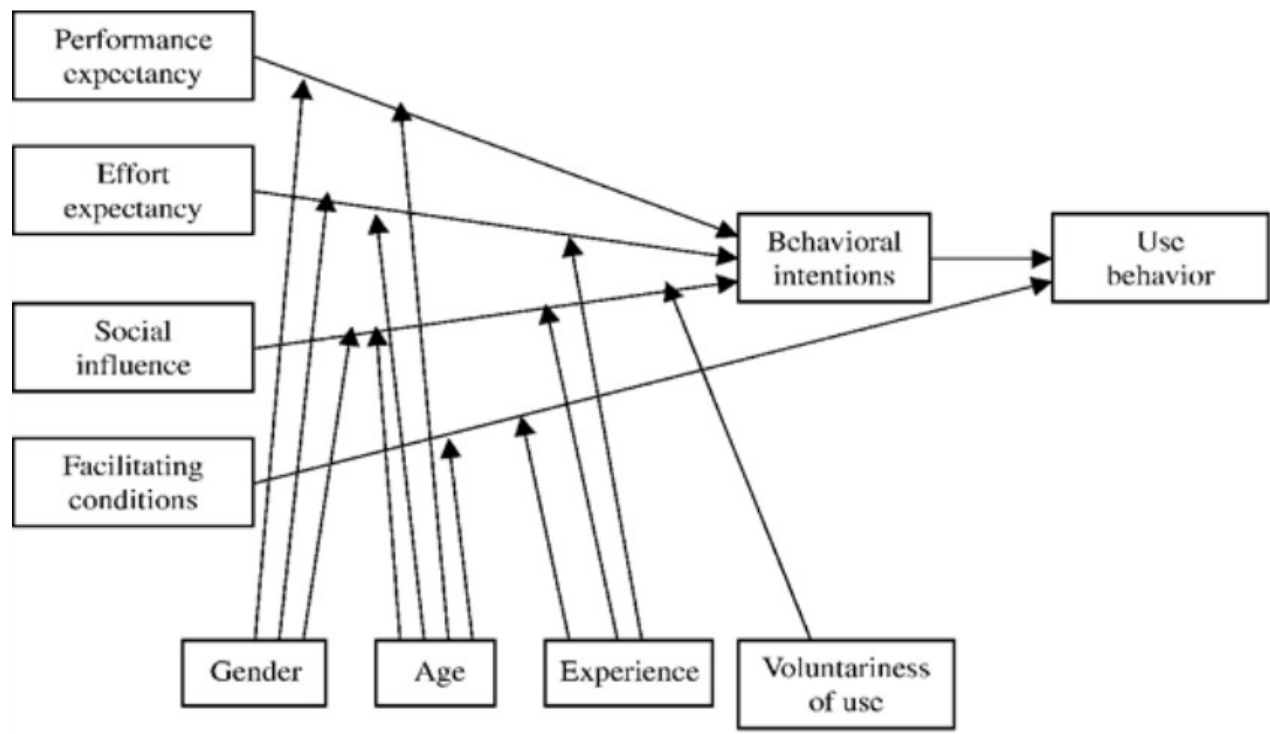 Performance
expectancy
Effort
expectancy
Social
influence
Facilitating
conditions
Behavioral
intentions
Use
behavior
Gender
Age
Experience
Voluntariness
of use